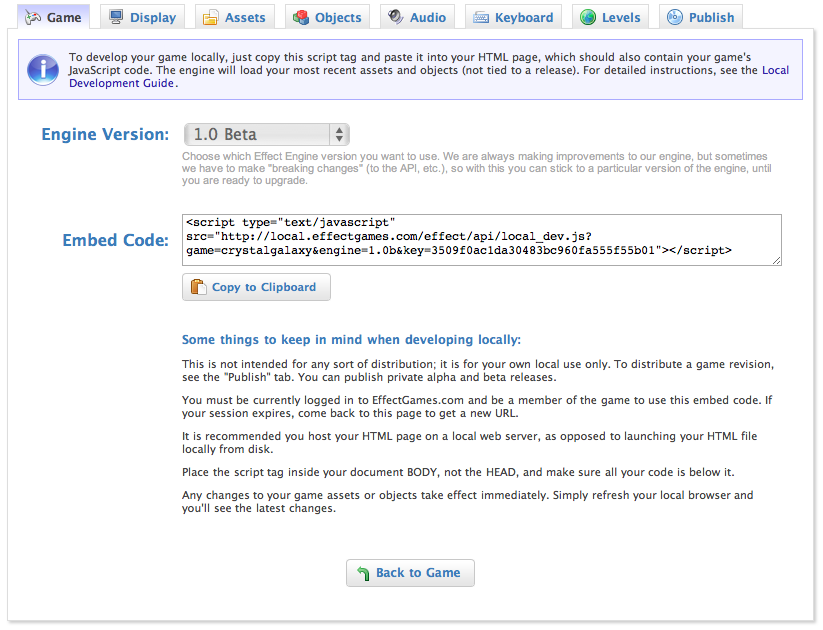 Game Display Assets Objects Audio Keyboard Levels Publish
To develop your game locally, just copy this script tag and paste it into your HTML page, which should also contain your game's
JavaScript code. The engine will load your most recent assets and objects (not tied to a release). For detailed instructions, see the Local
Development Guide.
Engine Version: 1.0 Beta
Choose which Effect Engine version you want to use. We are always making improvements to our engine, but sometimes
we have to make "breaking changes" (to the API, etc.), so with this you can stick to a particular version of the engine, until
you are ready to upgrade.
Embed Code:
<script type="text/javascript"
src="http://local.effectgames.com/effect/api/local_dev.js?
game=crystalgalaxy&engine=1.0b&key=3509f0ac1da30483bc960fa555f55b01"></script>
Copy to Clipboard
Some things to keep in mind when developing locally:
This is not intended for any sort of distribution; it is for your own local use only. To distribute a game revision,
see the "Publish" tab. You can publish private alpha and beta releases.
You must be currently logged in to EffectGames.com and be a member of the game to use this embed code. If
your session expires, come back to this page to get a new URL.
It is recommended you host your HTML page on a local web server, as opposed to launching your HTML file
locally from disk.
Place the script tag inside your document BODY, not the HEAD, and make sure all your code is below it.
Any changes to your game assets or objects take effect immediately. Simply refresh your local browser and
you'll see the latest changes.
Back to Game